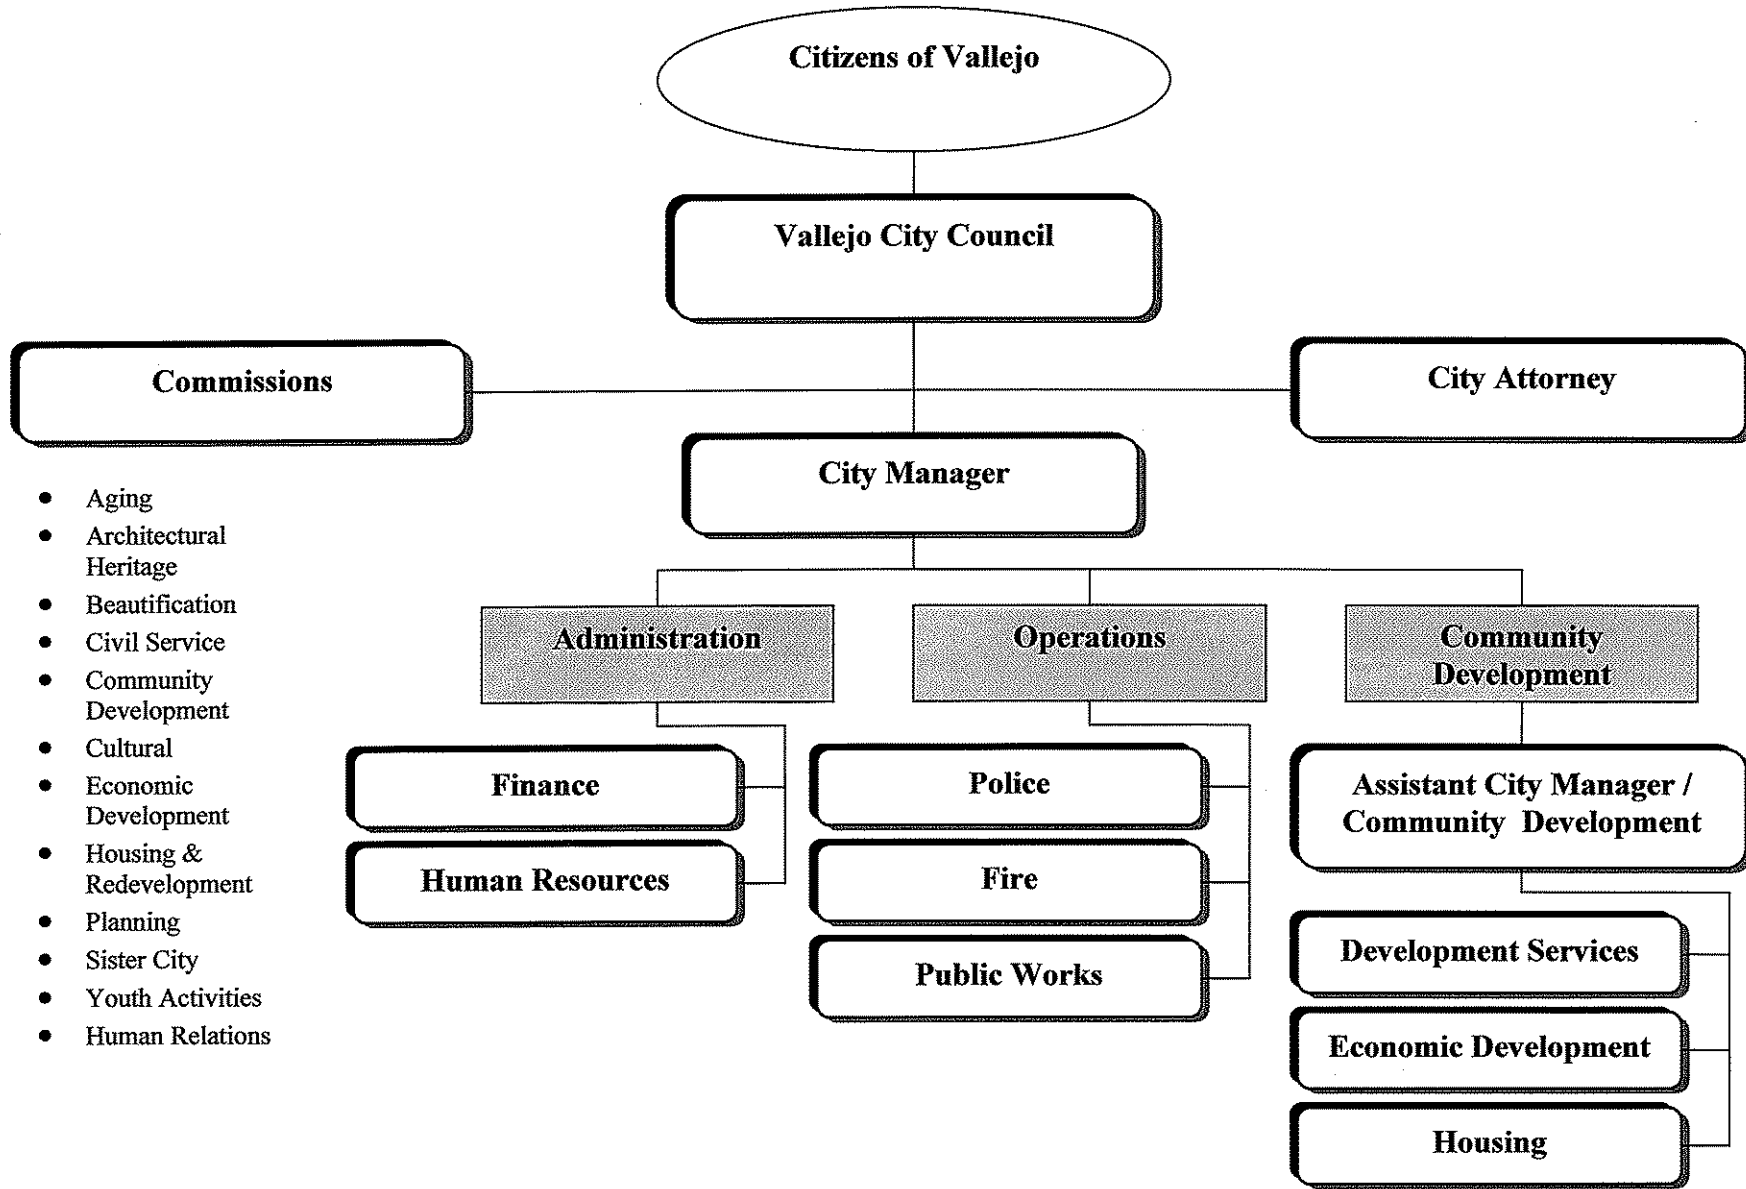 Citizens of Vallejo
Vallejo City Council
Commissions
City Attorney
City Manager
• Aging
• Architectural
Heritage
• Beautification
• Civil Service
• Community
Development
• Cultural
• Economic
Development
• Housing &
Redevelopment
• Planning
• Sister City
• Youth Activities
• Human Relations
Administration
Operations
Community
Development
Finance
Human Resources
Police
Fire
Public Works
Assistant City Manager /
Community Development
Development Services
Economic Development
Housing